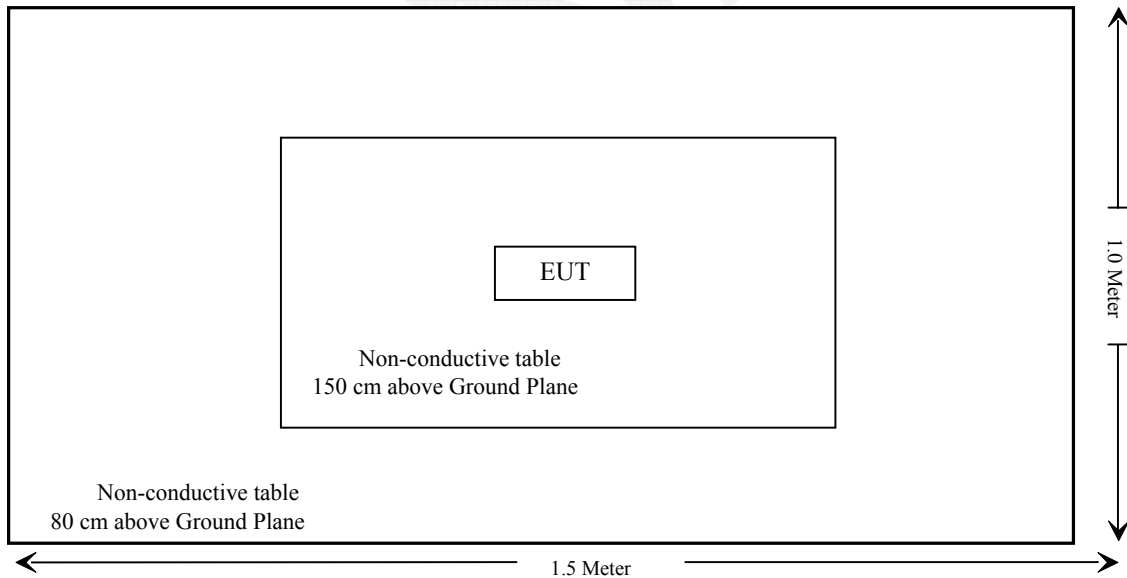 EUT
Non-conductive table
150 cm above Ground Plane
Non-conductive table
80 cm above Ground Plane
1.0 Meter
1.5 Meter